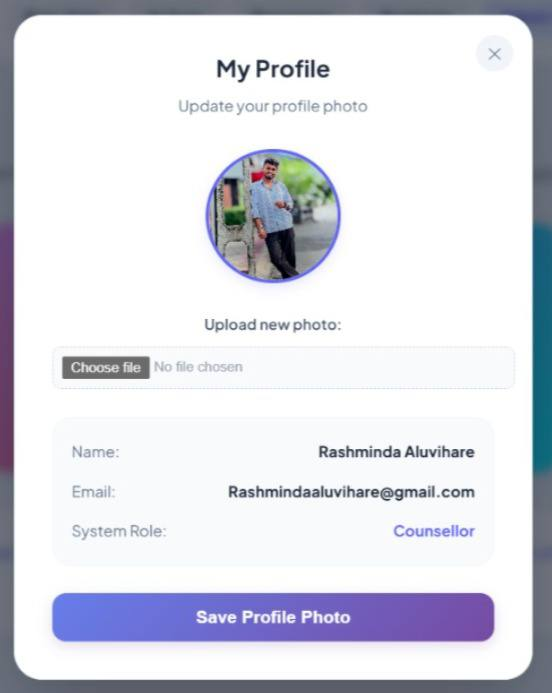 My Profile
Update your profile photo
Upload new photo:
Choose file No file chosen
Name: Rashminda Aluvihare
Email: Rashmindaaluvihare@gmail.com
System Role: Counsellor
Save Profile Photo